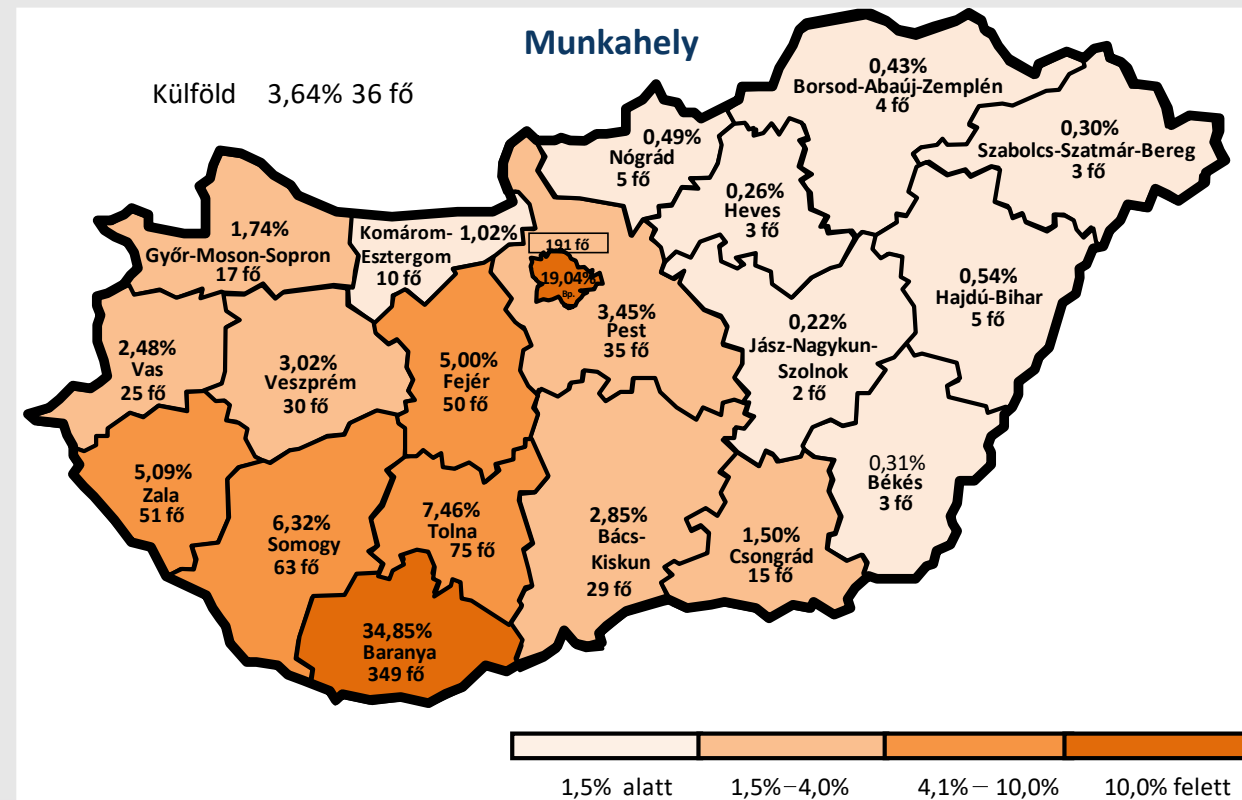 Munkahely
Külföld 3,64% 36 fő
0,43%
Borsod-Abaúj-Zemplén
4 fő
0,30%
Szabolcs-Szatmár-Bereg
3 fő
0,49%
Nógrád
5 fő
0,26%
Heves
3 fő
1,74%
Győr-Moson-Sopron
17 fő
Komárom- 1,02%
Esztergom
10 fő
191 fő
19,04%
Bp.
0,54%
Hajdú-Bihar
5 fő
3,45%
Pest
35 fő
0,22%
Jász-Nagykun-
Szolnok
2 fő
2,48%
Vas
25 fő
3,02%
Veszprém
30 fő
5,00%
Fejér
50 fő
5,09%
Zala
51 fő
6,32%
Somogy
63 fő
7,46%
Tolna
75 fő
2,85%
Bács-
Kiskun
29 fő
1,50%
Csongrád
15 fő
0,31%
Békés
3 fő
34,85%
Baranya
349 fő
1,5% alatt
1,5%–4,0%
4,1% – 10,0%
10,0% felett